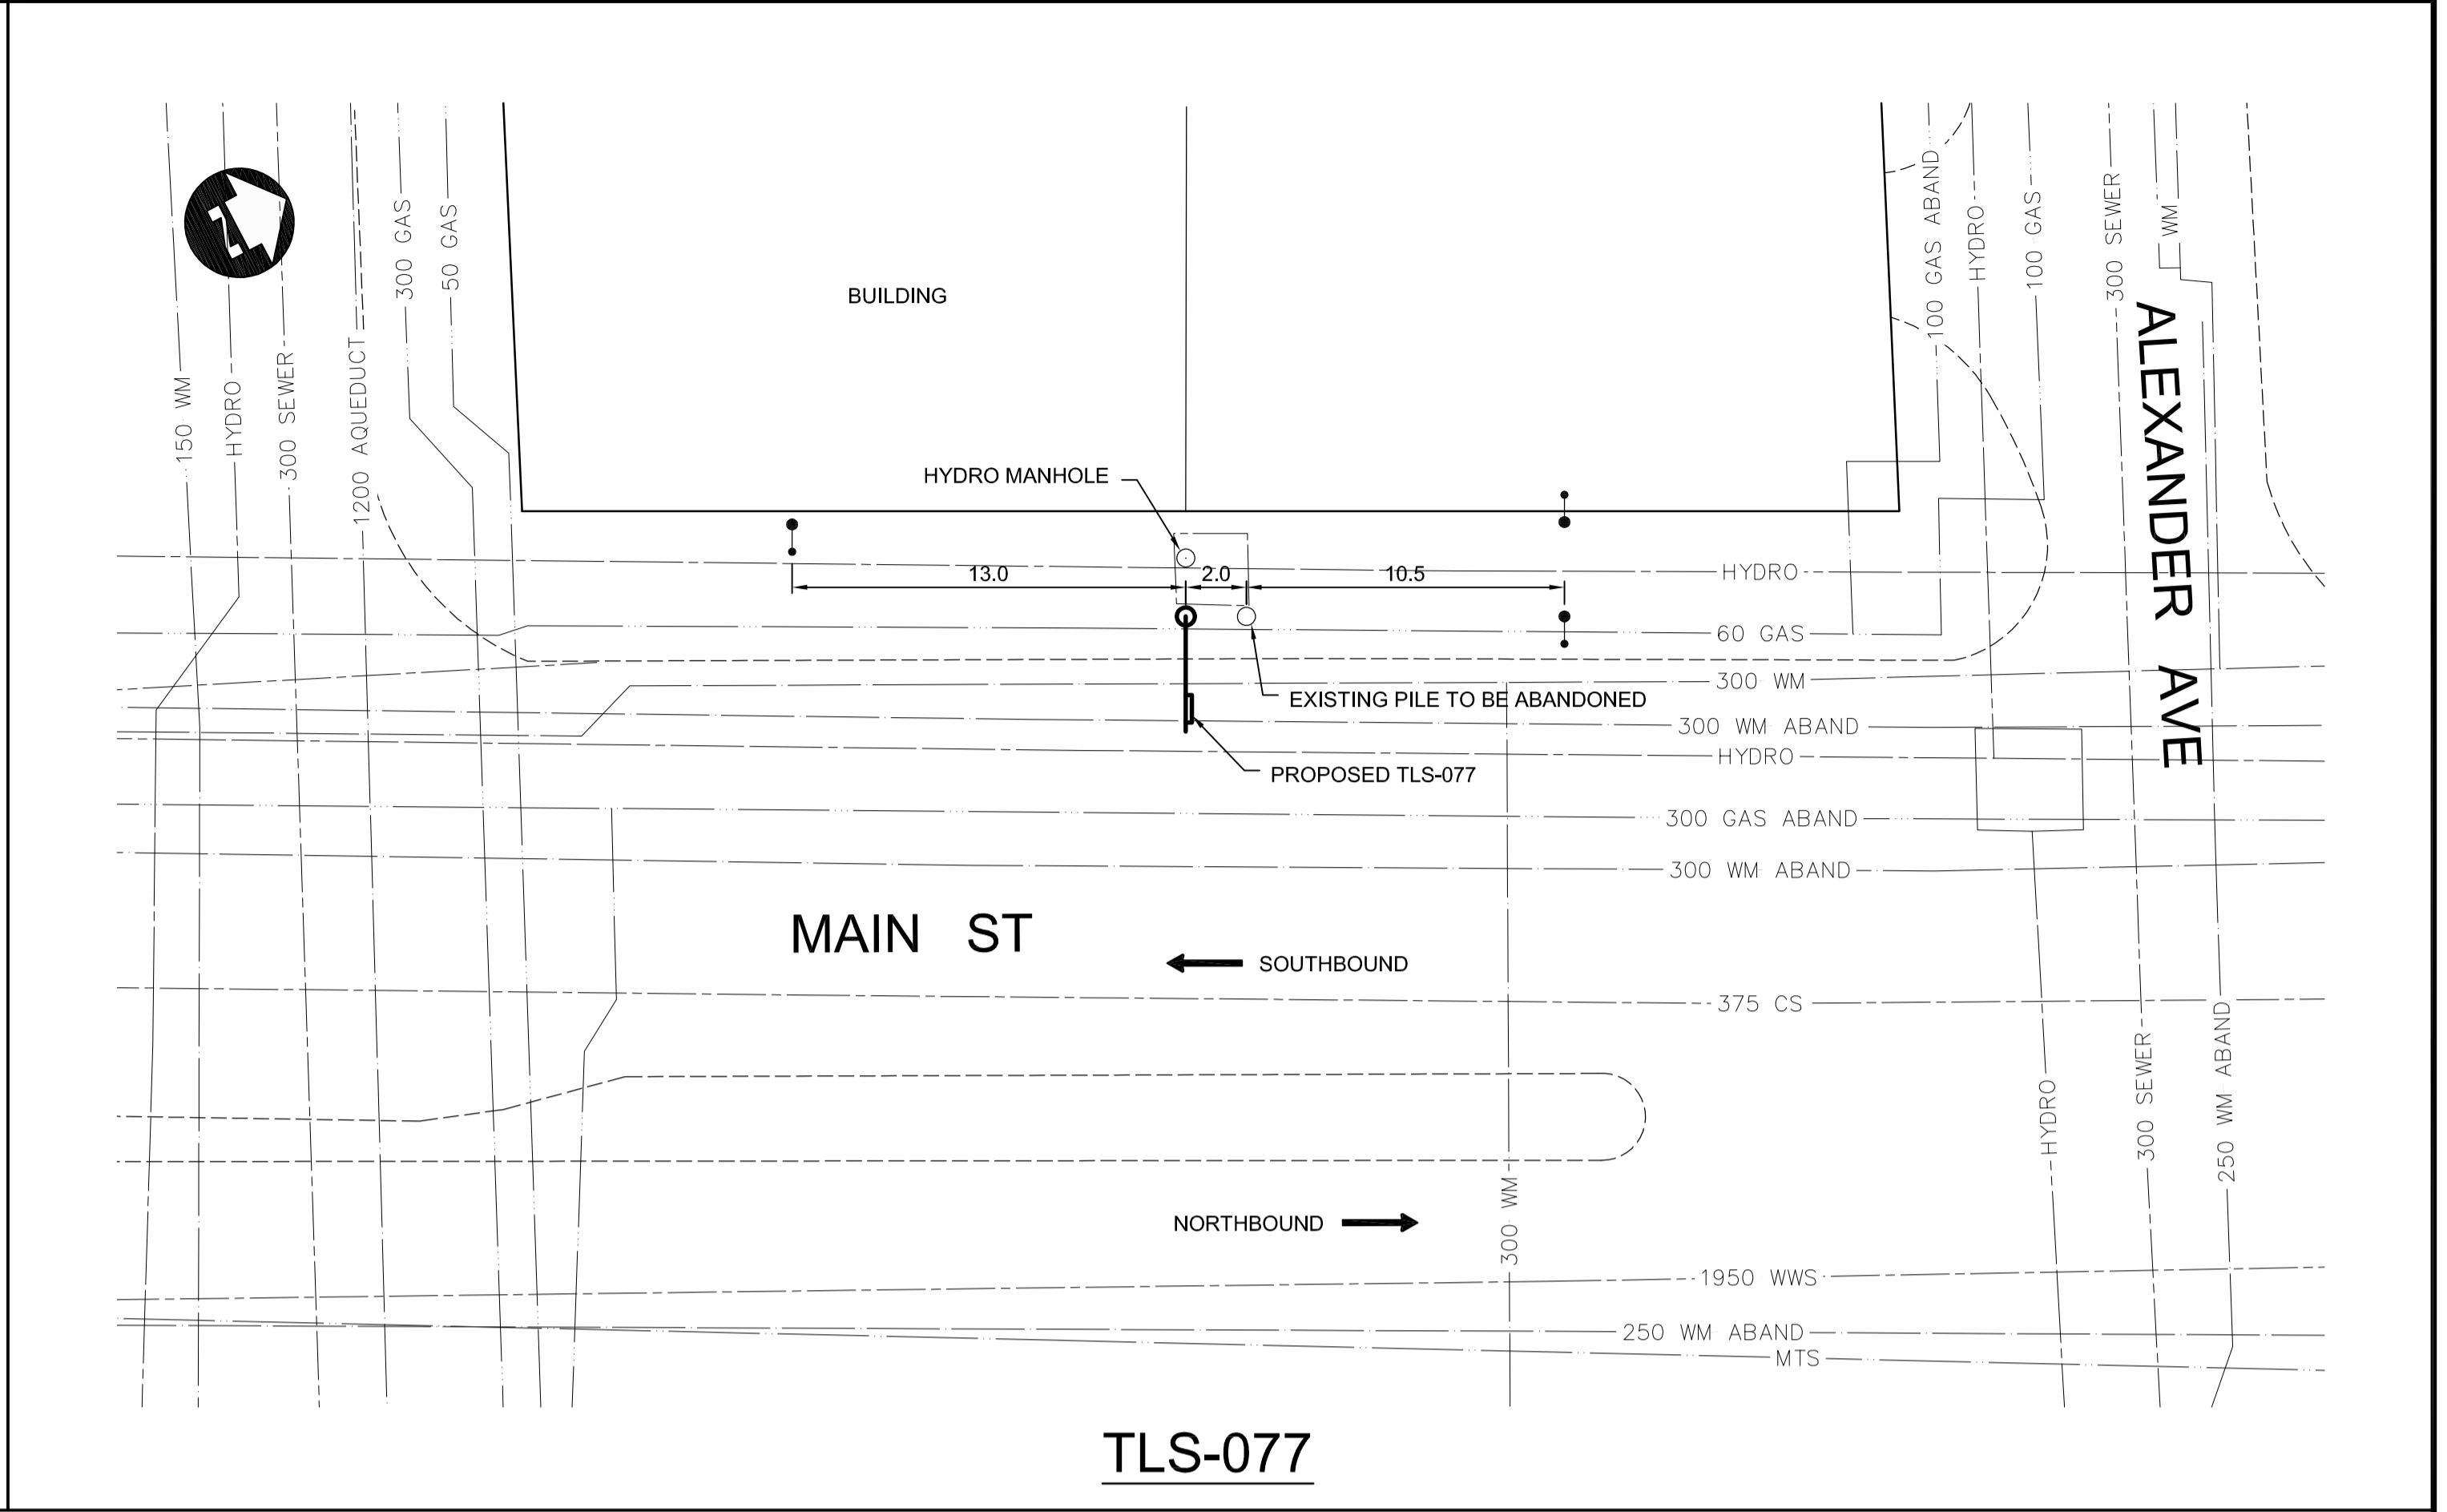 300 GAS
50 GAS
100 GAS ABAND
HYDRO
100 GAS
300 SEWER
WM
Z
BUILDING
150 WM
HYDRO
300 SEWER
1200 AQUEDUCT
ALEXANDER AVE
HYDRO MANHOLE
13.0
2.0
10.5
HYDRO
60 GAS
300 WM
EXISTING PILE TO BE ABANDONED
300 WM ABAND
HYDRO
PROPOSED TLS-077
300 GAS ABAND
300 WM ABAND
MAIN ST
SOUTHBOUND
375 CS
HYDRO
300 SEWER
250 WM ABAND
300 WM
NORTHBOUND
1950 WWS
250 WM ABAND
MTS
TLS-077